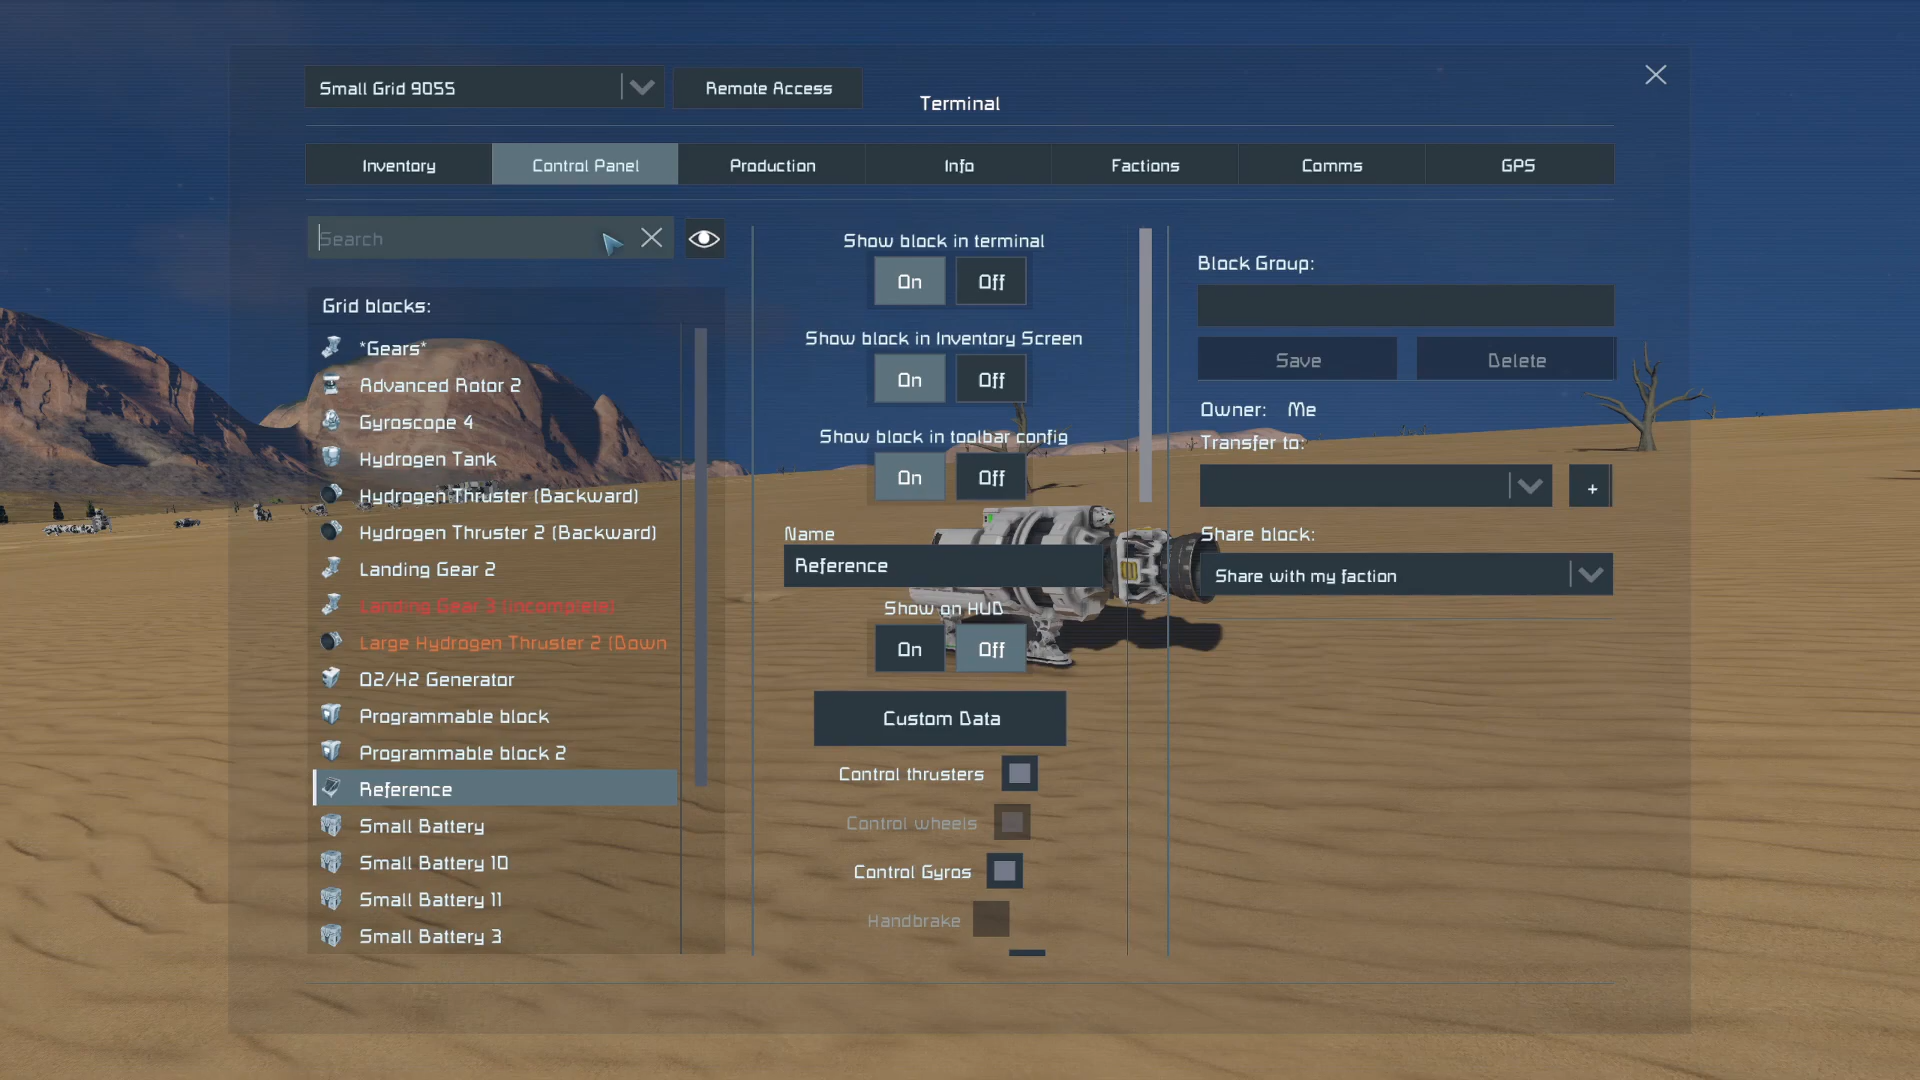 Small Grid 9055
Remote Access
Terminal
Inventory
Control Panel
Production
Info
Factions
Comms
GPS
Search
Grid blocks:
*Gears*
Advanced Rotor 2
Gyroscope 4
Hydrogen Tank
Hydrogen Thruster (Backward)
Hydrogen Thruster 2 (Backward)
Landing Gear 2
Landing Gear 3 (Incomplete)
Large Hydrogen Thruster 2 (Down
O2/H2 Generator
Programmable block
Programmable block 2
Reference
Small Battery
Small Battery 10
Small Battery 11
Small Battery 3
Show block in terminal
On Off
Show block in Inventory Screen
On Off
Show block in toolbar config
On Off
Name
Reference
Show on HUD
On Off
Custom Data
Control thrusters
Control wheels
Control Gyros
Handbrake
Block Group:
Save Delete
Owner: Me
Transfer to:
+
Share block:
Share with my faction